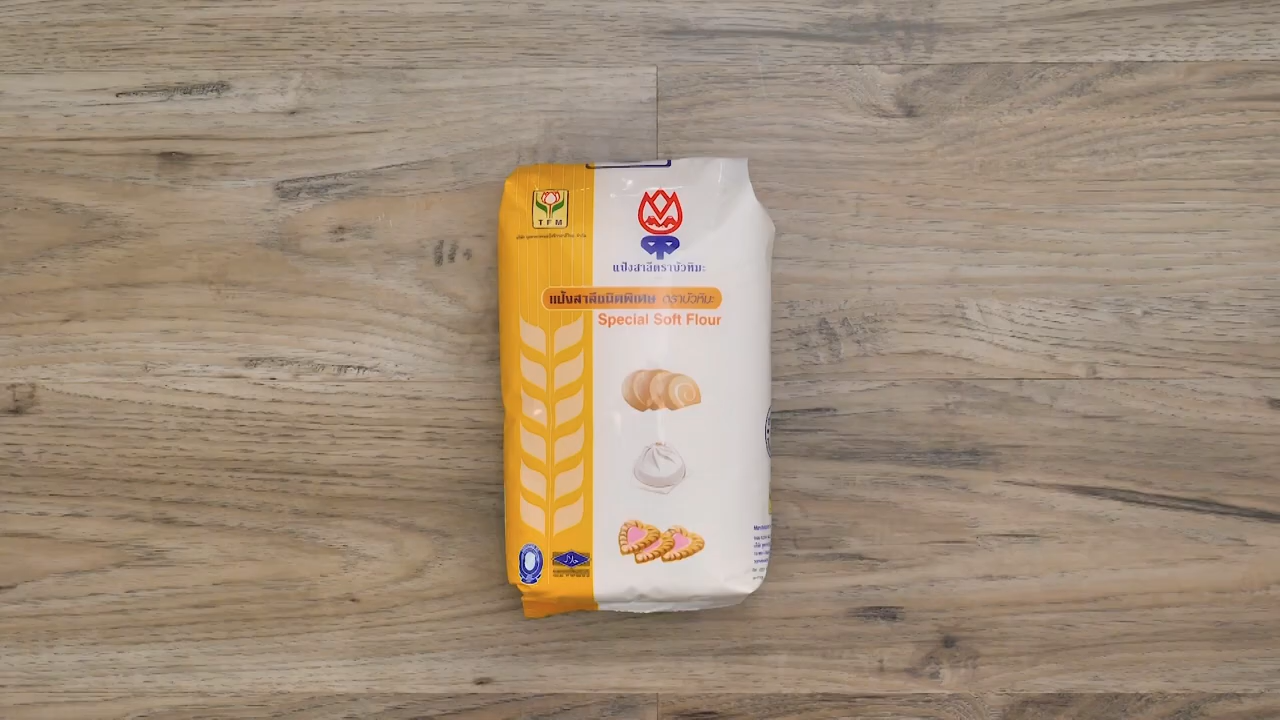 TFM
แป้งสาลีตราบัวหิมะ
แป้งสาลีชนิดพิเศษ ตราบัวหิมะ
Special Soft Flour